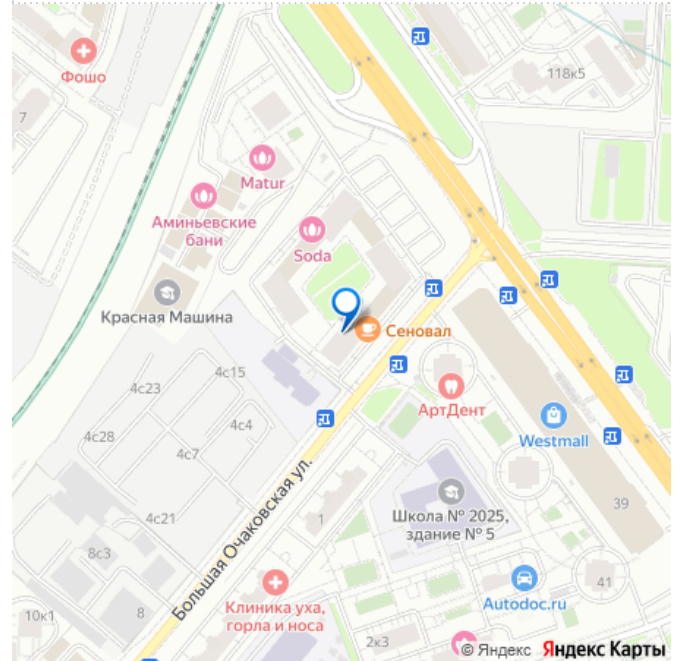 Фошо
118к5
7
Matur
Аминьевские
бани
Soda
Красная Машина
Сеновал
4с15
4с23
АртДент
4с4
4с28
Westmall
4с7
Большая Очаковская ул.
39
4с21
1
Школа № 2025,
здание № 5
8с3
41
Autodoc.ru
10к1
8
Клиника уха,
горла и носа
2к3
© Яндекс Яндекс Карты